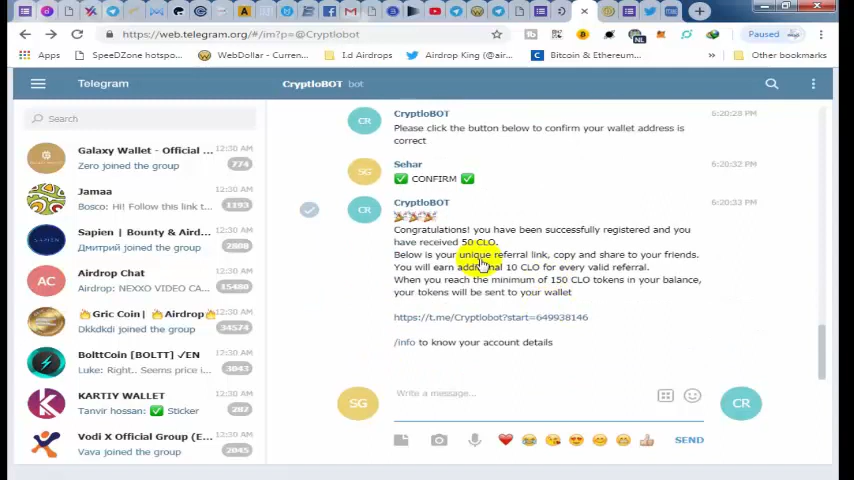 https://web.telegram.org/#/im?p=@Cryptlobot
Paused
Apps
SpeedZone hotspo...
WebDollar - Curren...
ld Airdrops
Airdrop King (@air...
Bitcoin & Ethereum...
Other bookmarks
Telegram
CryptloBOT bot
Search
Galaxy Wallet - Official ...
12:30 AM
Zero joined the group
774
Jamaa
12:30 AM
Bosco: Hi! Follow this link t...
1193
Sapien | Bounty & Aird...
12:30 AM
Дмитрий joined the group
2808
AC
Airdrop Chat
12:30 AM
Airdrop: NEXXO VIDEO CA...
15480
Gric Coin| Airdrop
12:30 AM
Dkkdkdi joined the group
34574
BolttCoin [BOLTT] √EN
12:30 AM
Luke: Right.. Seems price i...
3043
KARTIY WALLET
12:30 AM
Tanvir hossan: ✅ Sticker
287
Vodi X Official Group (E...
12:30 AM
Vava joined the group
2045
CR
CryptloBOT
6:20:28 PM
Please click the button below to confirm your wallet address is
correct
SG
Sehar
6:20:32 PM
✅ CONFIRM ✅
CR
CryptloBOT
6:20:33 PM
🎉🎉🎉
Congratulations! you have been successfully registered and you
have received 50 CLO.
Below is your unique referral link, copy and share to your friends.
You will earn additional 10 CLO for every valid referral.
When you reach the minimum of 150 CLO tokens in your balance,
your tokens will be sent to your wallet
https://t.me/Cryptlobot?start=649938146
/info to know your account details
SG
Write a message...
CR
SEND